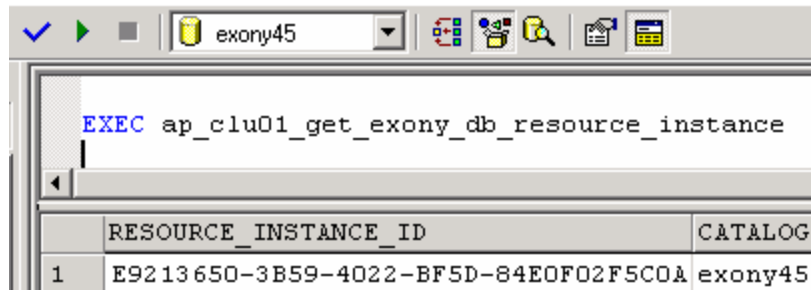 exony45
EXEC ap_clu01_get_exony_db_resource_instance
RESOURCE_INSTANCE_ID CATALOG
1 E9213650-3B59-4022-BF5D-84E0F02F5C0A exony45